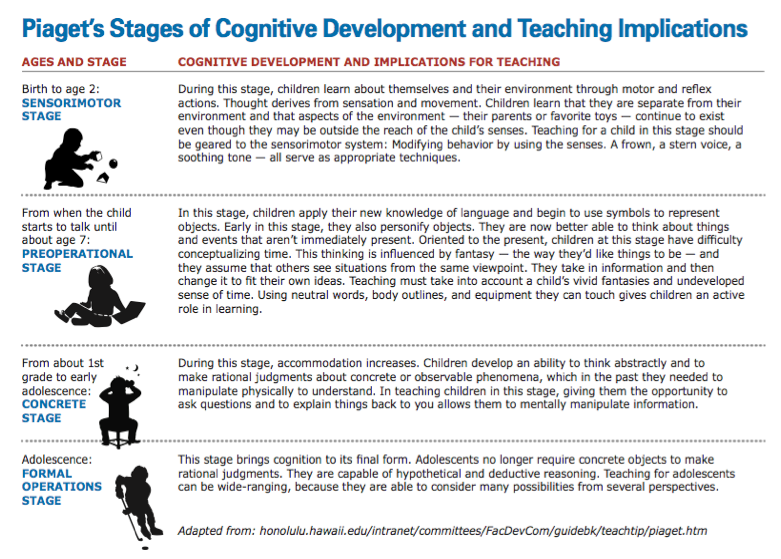 Piaget's Stages of Cognitive Development and Teaching Implications
AGES AND STAGE
COGNITIVE DEVELOPMENT AND IMPLICATIONS FOR TEACHING
Birth to age 2:
SENSORIMOTOR
STAGE
During this stage, children learn about themselves and their environment through motor and reflex
actions. Thought derives from sensation and movement. Children learn that they are separate from their
environment and that aspects of the environment — their parents or favorite toys — continue to exist
even though they may be outside the reach of the child's senses. Teaching for a child in this stage should
be geared to the sensorimotor system: Modifying behavior by using the senses. A frown, a stern voice, a
soothing tone — all serve as appropriate techniques.
From when the child
starts to talk until
about age 7:
PREOPERATIONAL
STAGE
In this stage, children apply their new knowledge of language and begin to use symbols to represent
objects. Early in this stage, they also personify objects. They are now better able to think about things
and events that aren't immediately present. Oriented to the present, children at this stage have difficulty
conceptualizing time. This thinking is influenced by fantasy — the way they'd like things to be — and
they assume that others see situations from the same viewpoint. They take in information and then
change it to fit their own ideas. Teaching must take into account a child's vivid fantasies and undeveloped
sense of time. Using neutral words, body outlines, and equipment they can touch gives children an active
role in learning.
From about 1st
grade to early
adolescence:
CONCRETE
STAGE
During this stage, accommodation increases. Children develop an ability to think abstractly and to
make rational judgments about concrete or observable phenomena, which in the past they needed to
manipulate physically to understand. In teaching children in this stage, giving them the opportunity to
ask questions and to explain things back to you allows them to mentally manipulate information.
Adolescence:
FORMAL
OPERATIONS
STAGE
This stage brings cognition to its final form. Adolescents no longer require concrete objects to make
rational judgments. They are capable of hypothetical and deductive reasoning. Teaching for adolescents
can be wide-ranging, because they are able to consider many possibilities from several perspectives.
Adapted from: honolulu.hawaii.edu/intranet/committees/FacDevCom/guidebk/teachtip/piaget.htm